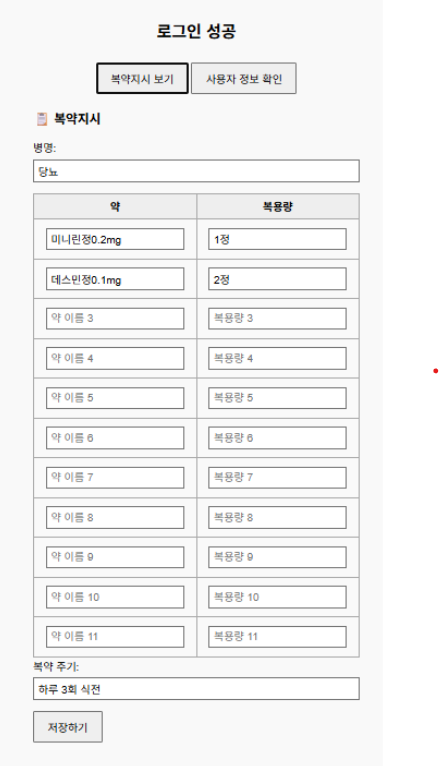 로그인 성공
복약지시 보기 사용자 정보 확인
복약지시
병명:
당뇨
약 복용량
미니린정0.2mg 1정
데스민정0.1mg 2정
약 이름 3 복용량 3
약 이름 4 복용량 4
약 이름 5 복용량 5
약 이름 6 복용량 6
약 이름 7 복용량 7
약 이름 8 복용량 8
약 이름 9 복용량 9
약 이름 10 복용량 10
약 이름 11 복용량 11
복약 주기:
하루 3회 식전
저장하기